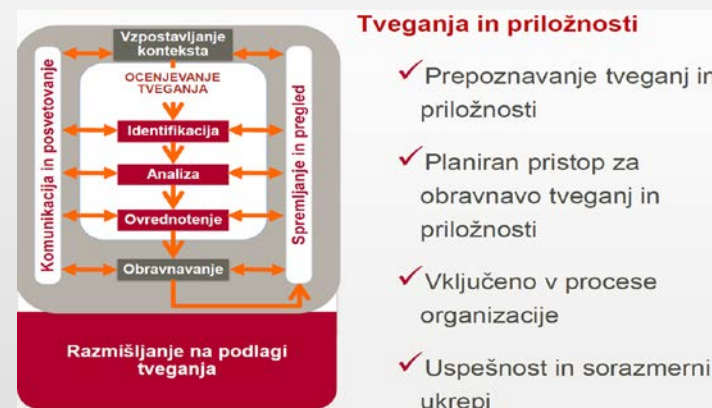 Vzpostavljanje
konteksta
OCENJEVANJE
TVEGANJA
Identifikacija
Analiza
Ovrednotenje
Obravnavanje
Komunikacija in posvetovanje
Spremljanje in pregled
Razmišljanje na podlagi
tveganja
Tveganja in priložnosti
✓Prepoznavanje tveganj in
priložnosti
✓Planiran pristop za
obravnavo tveganj in
priložnosti
✓Vključeno v procese
organizacije
✓Uspešnost in sorazmerni
ukrepi